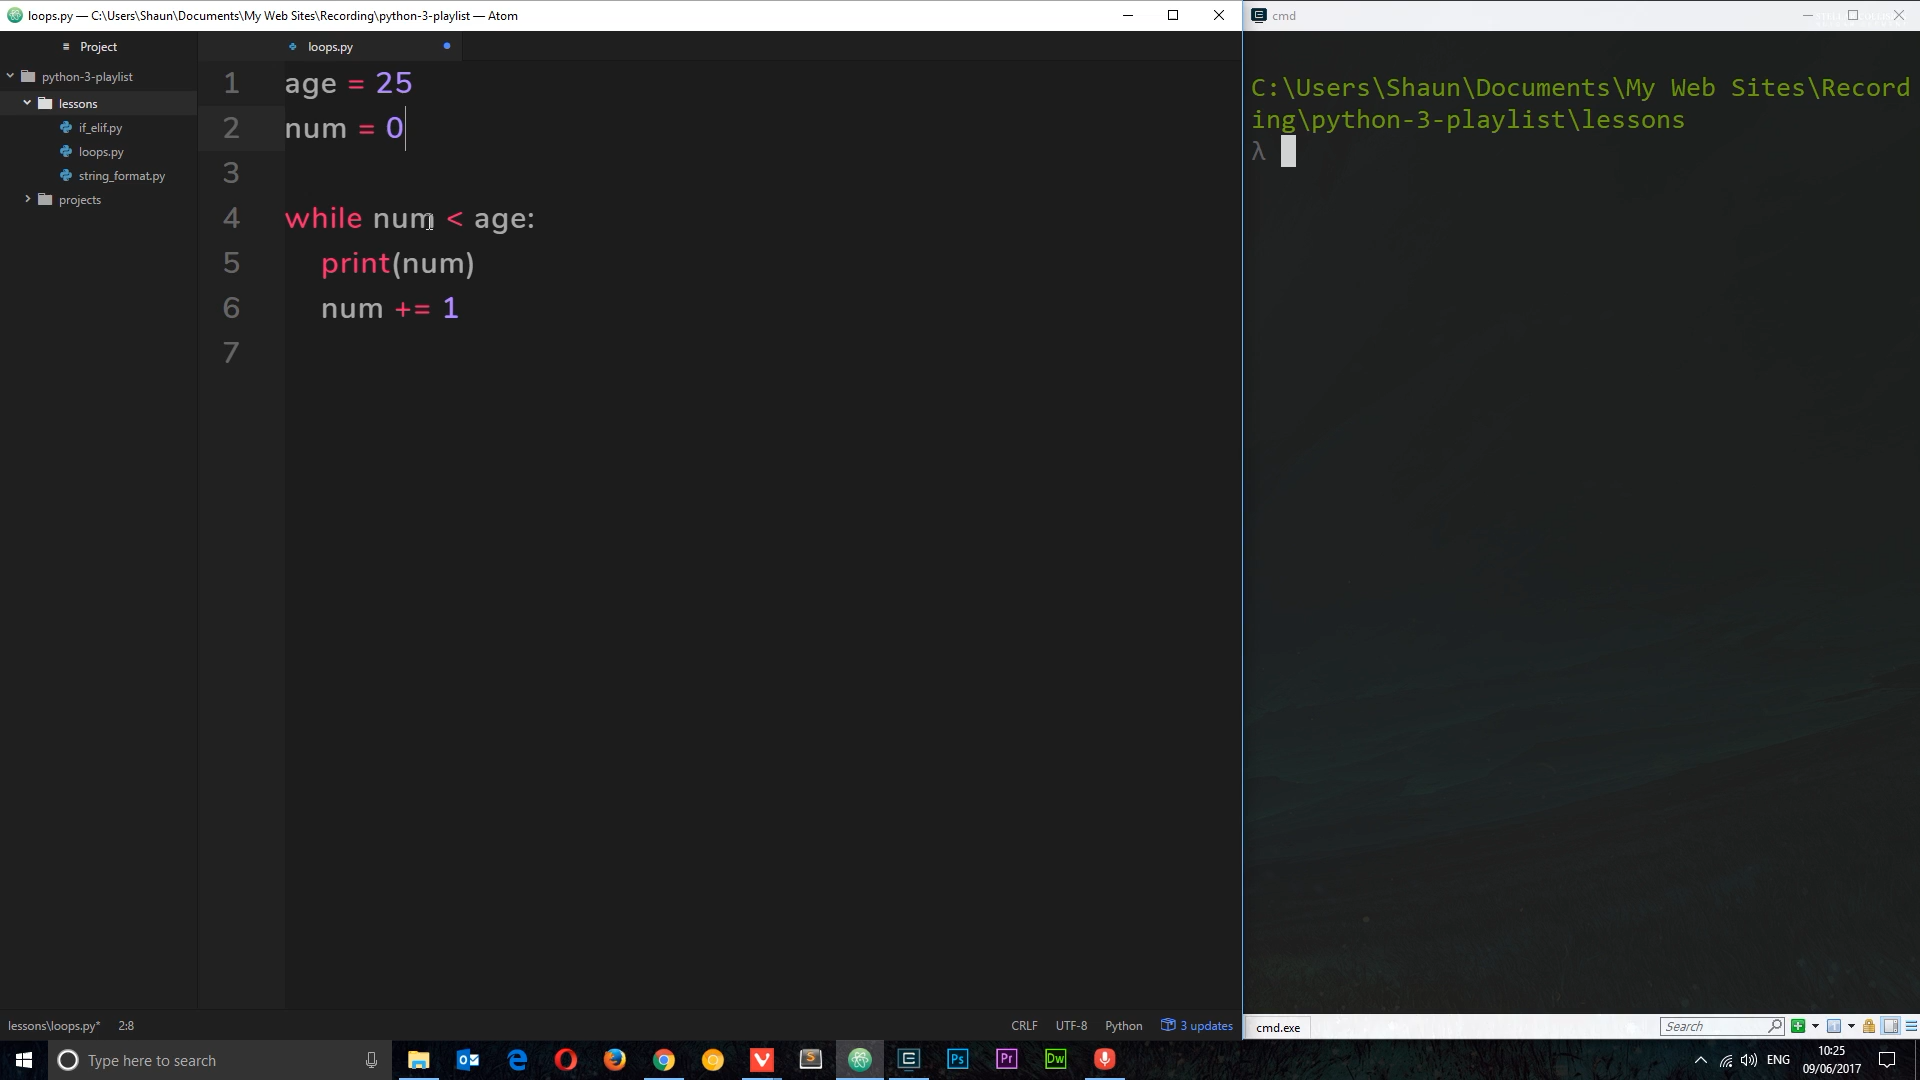 loops.py — C:\Users\Shaun\Documents\My Web Sites\Recording\python-3-playlist — Atom
Project
python-3-playlist
lessons
if_elif.py
loops.py
string_format.py
projects
loops.py
1 age = 25
2 num = 0
3
4 while num < age:
5 print(num)
6 num += 1
7
lessons\loops.py* 2:8
CRLF UTF-8 Python 3 updates
cmd
C:\Users\Shaun\Documents\My Web Sites\Record
ing\python-3-playlist\lessons
λ
cmd.exe
Search
Type here to search
Ps
Pr
Dw
ENG
10:25
09/06/2017